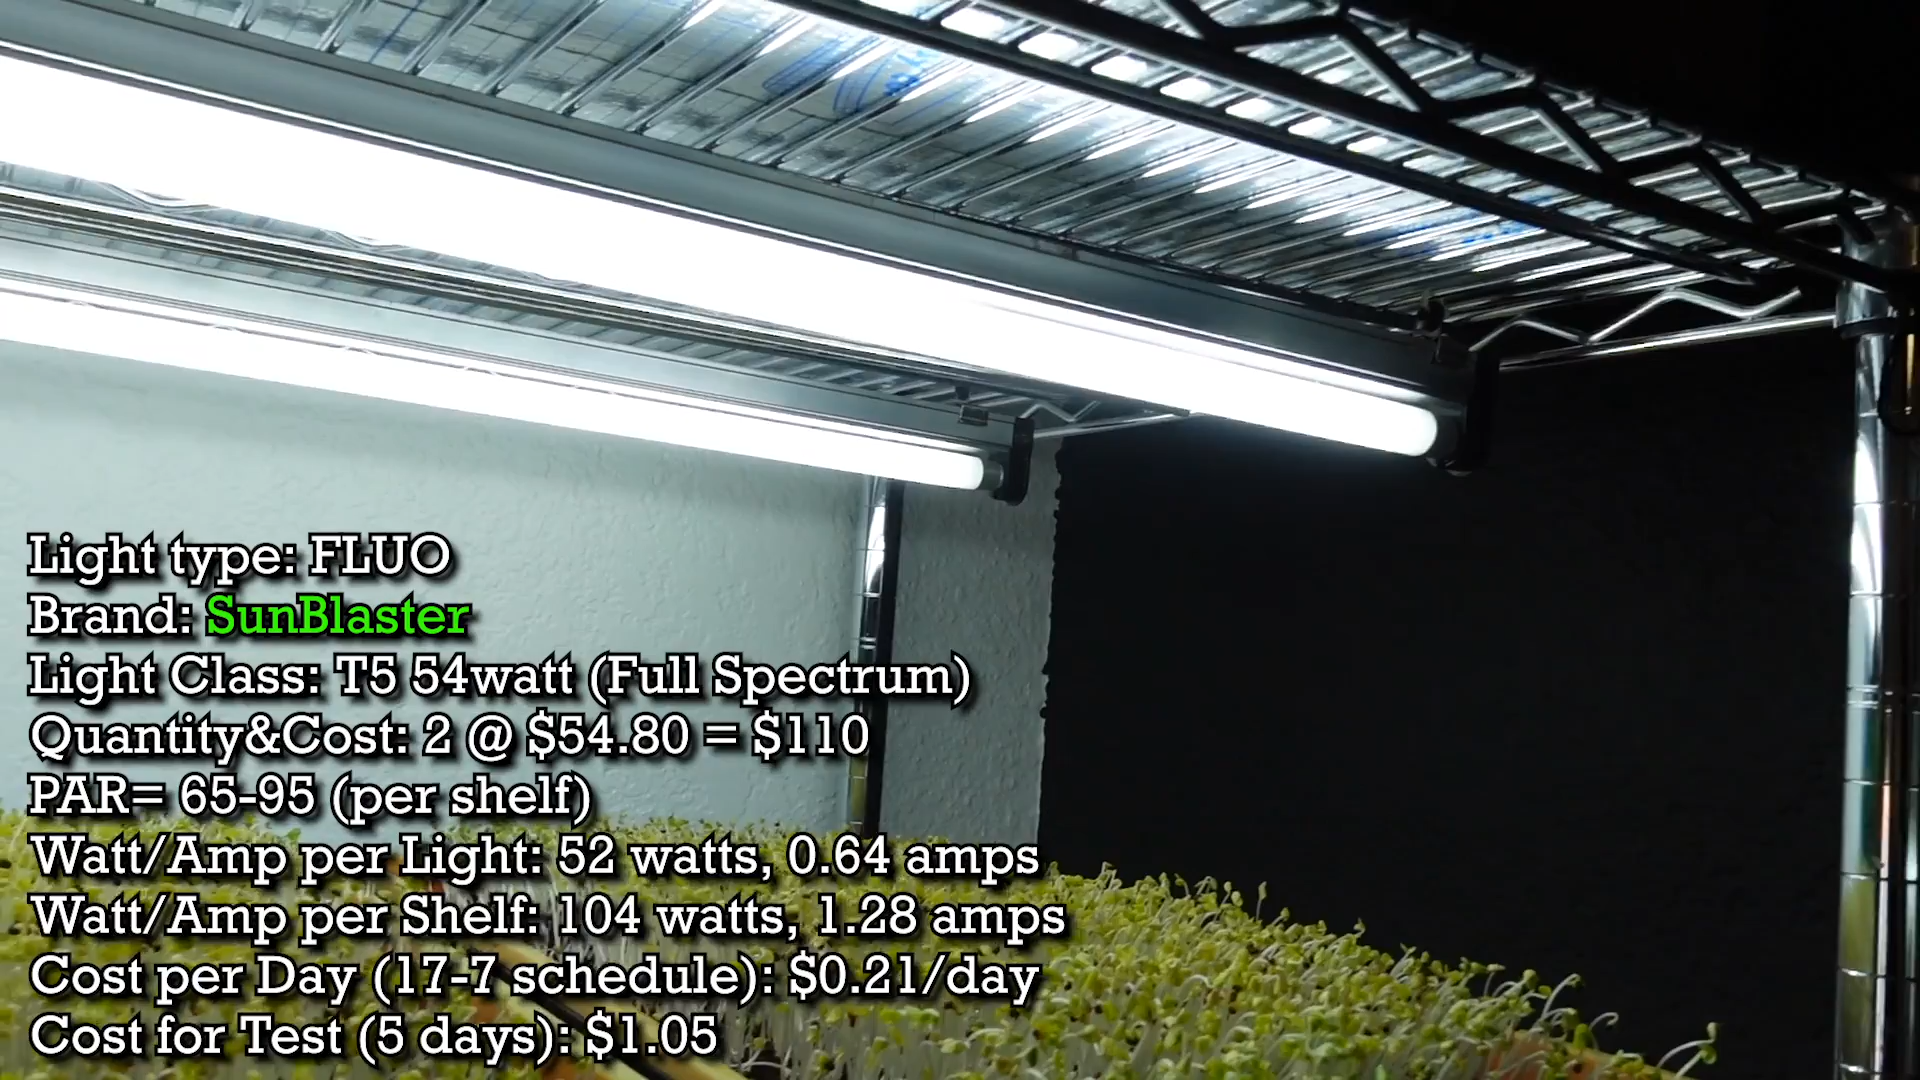 Light type: FLUO
Brand: SunBlaster
Light Class: T5 54watt (Full Spectrum)
Quantity&Cost: 2 @ $54.80 = $110
PAR= 65-95 (per shelf)
Watt/Amp per Light: 52 watts, 0.64 amps
Watt/Amp per Shelf: 104 watts, 1.28 amps
Cost per Day (17-7 schedule): $0.21/day
Cost for Test (5 days): $1.05